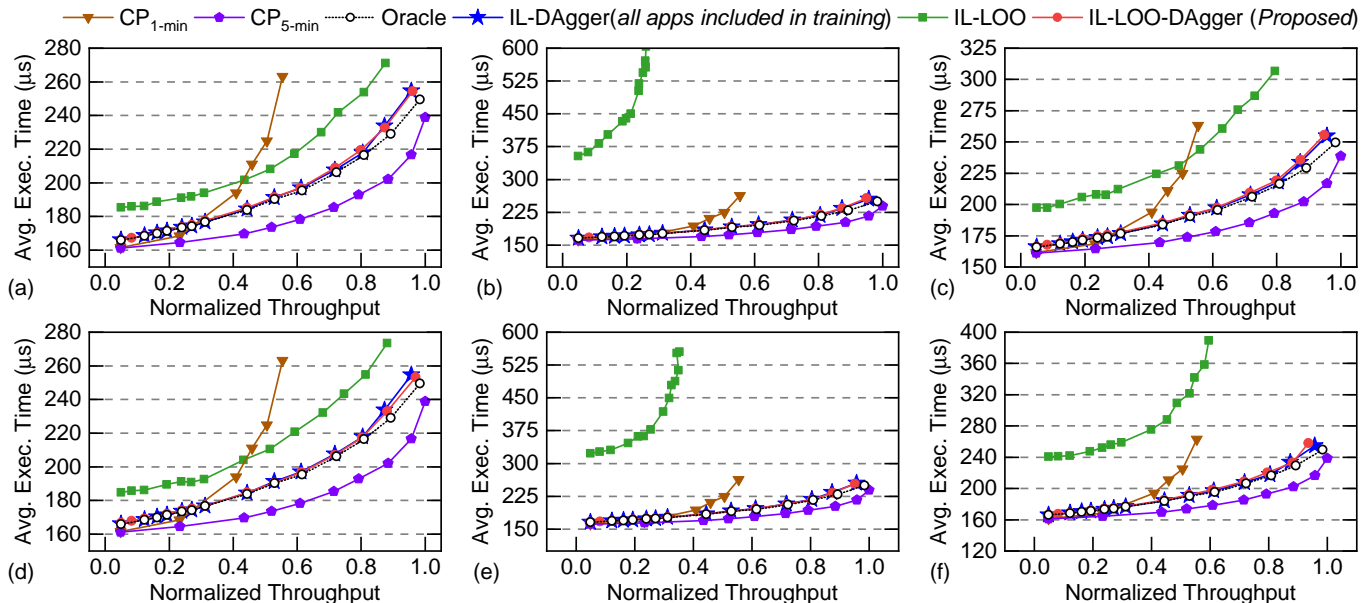 CP1-min CP5-min Oracle IL-DAgger(all apps included in training) IL-LOO IL-LOO-DAgger (Proposed)
280 600 325
260 525 300
240 450 275
220 375 250
200 300 225
180 225 200
160 150 175
150
0.0 0.2 0.4 0.6 0.8 1.0 0.0 0.2 0.4 0.6 0.8 1.0 0.0 0.2 0.4 0.6 0.8 1.0
Avg. Exec. Time (µs) Avg. Exec. Time (µs) Avg. Exec. Time (µs)
(a) Normalized Throughput (b) Normalized Throughput (c) Normalized Throughput
280 600 400
260 525 360
240 450 320
220 375 280
200 300 240
180 225 200
160 150 160
120
0.0 0.2 0.4 0.6 0.8 1.0 0.0 0.2 0.4 0.6 0.8 1.0 0.0 0.2 0.4 0.6 0.8 1.0
Avg. Exec. Time (µs) Avg. Exec. Time (µs) Avg. Exec. Time (µs)
(d) Normalized Throughput (e) Normalized Throughput (f) Normalized Throughput